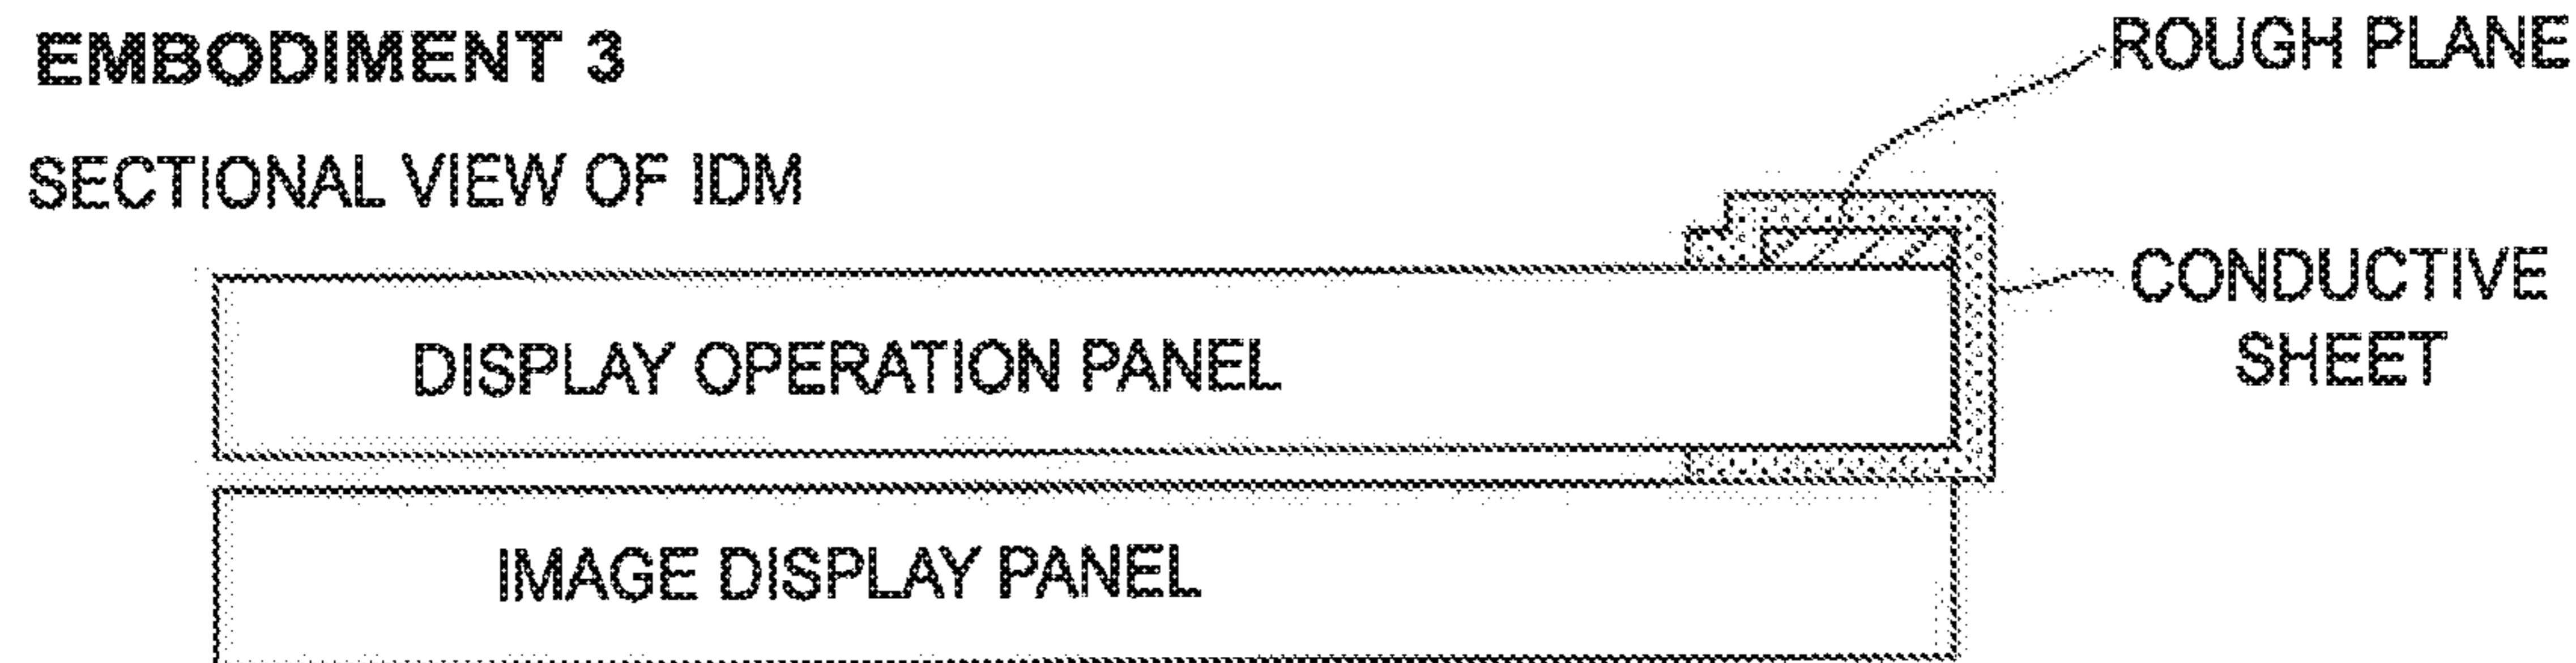 EMBODIMENT 3
SECTIONAL VIEW OF IDM
ROUGH PLANE
CONDUCTIVE
SHEET
DISPLAY OPERATION PANEL
IMAGE DISPLAY PANEL